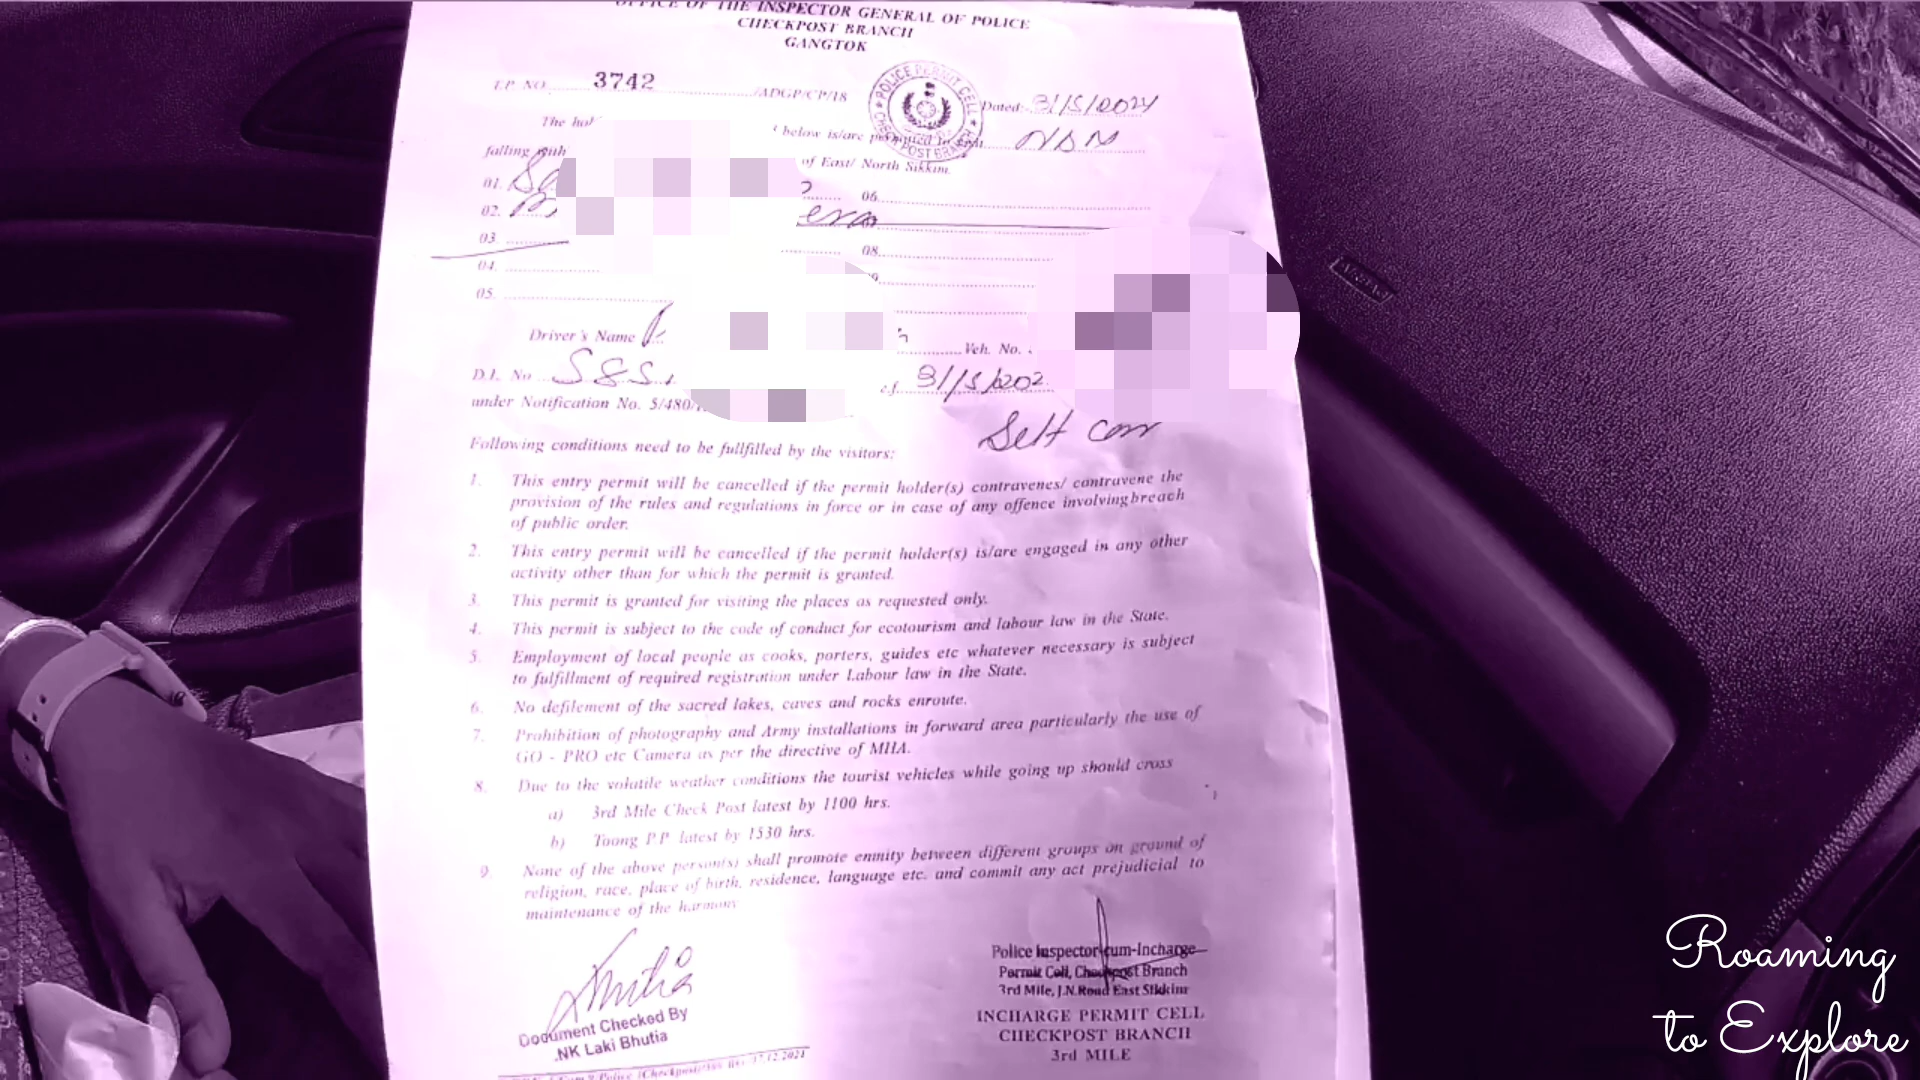 OFFICE OF THE INSPECTOR GENERAL OF POLICE
CHECKPOST BRANCH
GANGTOK
3742 /ADGP/CP/18
POLICE PERMIT CELL
CHECK POST BRANCH
Dated: 31/5/2024
The
below is/are permitted to
falling with
of East/ North Sikkim.
01.
06.
02.
03.
08.
04.
05.
Driver's Name
Veh. No.
D.L. No
31/5/202
under Notification No. 5/480/
Self
Following conditions need to be fullfilled by the visitors:
1. This entry permit will be cancelled if the permit holder(s) contravenes/ contravene the
provision of the rules and regulations in force or in case of any offence involving breach
of public order.
2. This entry permit will be cancelled if the permit holder(s) is/are engaged in any other
activity other than for which the permit is granted.
3. This permit is granted for visiting the places as requested only.
4. This permit is subject to the code of conduct for ecotourism and labour law in the State.
5. Employment of local people as cooks, porters, guides etc whatever necessary is subject
to fulfillment of required registration under Labour law in the State.
6. No defilement of the sacred lakes, caves and rocks enroute.
7. Prohibition of photography and Army installations in forward area particularly the use of
GO - PRO etc Camera as per the directive of MHA.
8. Due to the volatile weather conditions the tourist vehicles while going up should cross
a) 3rd Mile Check Post latest by 1100 hrs.
b) Toong P.P. latest by 1530 hrs.
9. None of the above person(s) shall promote enmity between different groups on ground of
religion, race, place of birth, residence, language etc. and commit any act prejudicial to
maintenance of the harmony
Police Inspector-cum-Incharge
Permit Cell, Checkpost Branch
3rd Mile, J.N.Road East Sikkim
INCHARGE PERMIT CELL
CHECKPOST BRANCH
3rd MILE
Document Checked By
.NK Laki Bhutia
AIRBAG
Roaming
to Explore